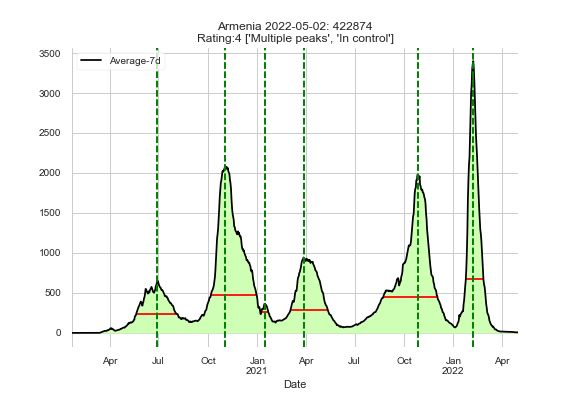 Armenia 2022-05-02: 422874
Rating:4 ['Multiple peaks', 'In control']
Average-7d
3500
3000
2500
2000
1500
1000
500
0
Apr
Jul
Oct
Jan
2021
Apr
Jul
Oct
Jan
2022
Apr
Date